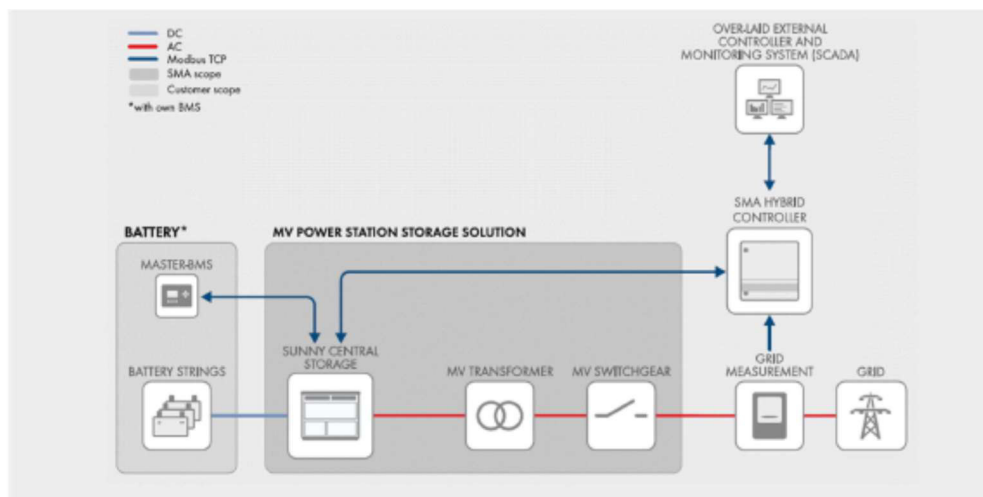 DC
AC
Modbus TCP
SMA scope
Customer scope
*with own BMS
OVER-LAID EXTERNAL
CONTROLLER AND
MONITORING SYSTEM (SCADA)
SMA HYBRID
CONTROLLER
BATTERY*
MV POWER STATION STORAGE SOLUTION
MASTER-BMS
SUNNY CENTRAL
STORAGE
BATTERY STRINGS
MV TRANSFORMER
MV SWITCHGEAR
GRID
MEASUREMENT
GRID